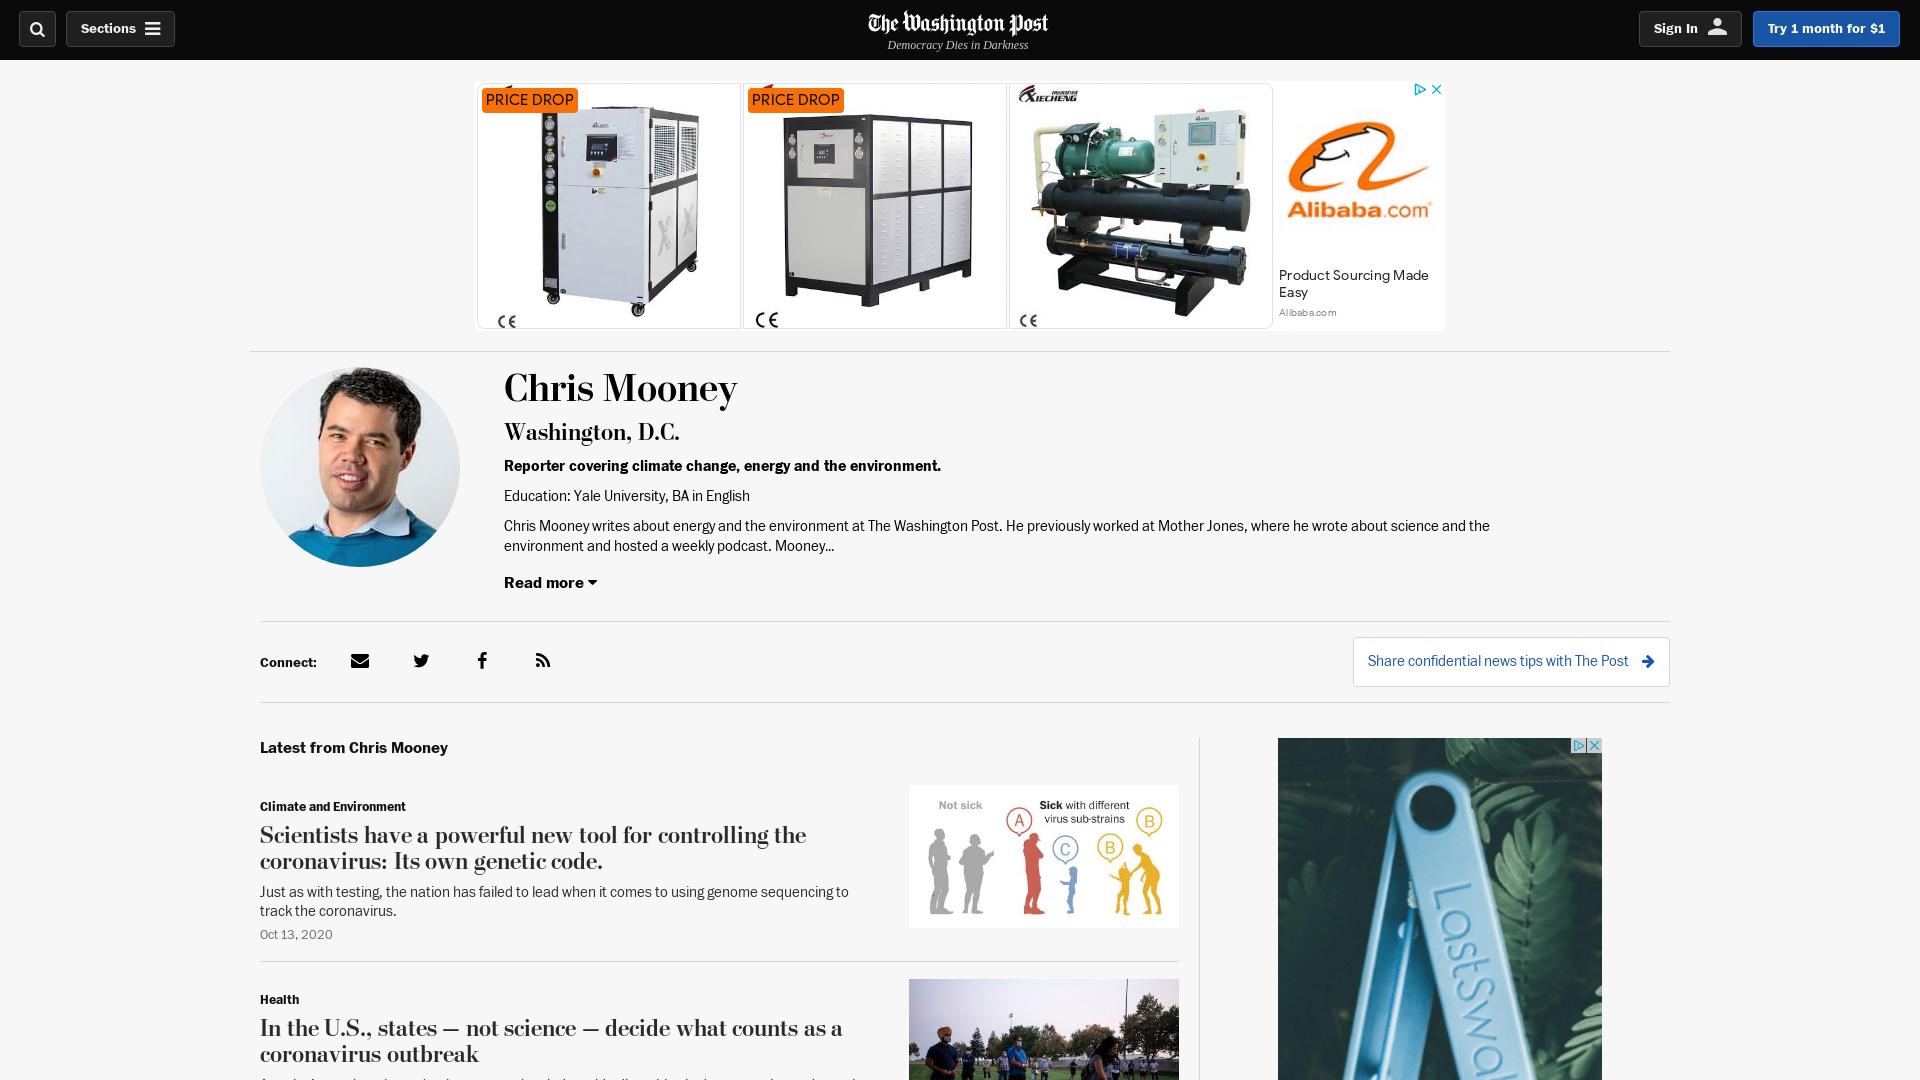 Sections
The Washington Post
Democracy Dies in Darkness
Sign In
Try 1 month for $1
PRICE DROP
PRICE DROP
XIECHENG
CE
CE
CE
Alibaba.com
Product Sourcing Made
Easy
Alibaba.com
Chris Mooney
Washington, D.C.
Reporter covering climate change, energy and the environment.
Education: Yale University, BA in English
Chris Mooney writes about energy and the environment at The Washington Post. He previously worked at Mother Jones, where he wrote about science and the
environment and hosted a weekly podcast. Mooney...
Read more
Connect:
Share confidential news tips with The Post
Latest from Chris Mooney
Climate and Environment
Scientists have a powerful new tool for controlling the
coronavirus: Its own genetic code.
Just as with testing, the nation has failed to lead when it comes to using genome sequencing to
track the coronavirus.
Oct 13, 2020
Not sick
Sick with different
virus sub-strains
A
B
C
B
Health
In the U.S., states — not science — decide what counts as a
coronavirus outbreak
LastSwa